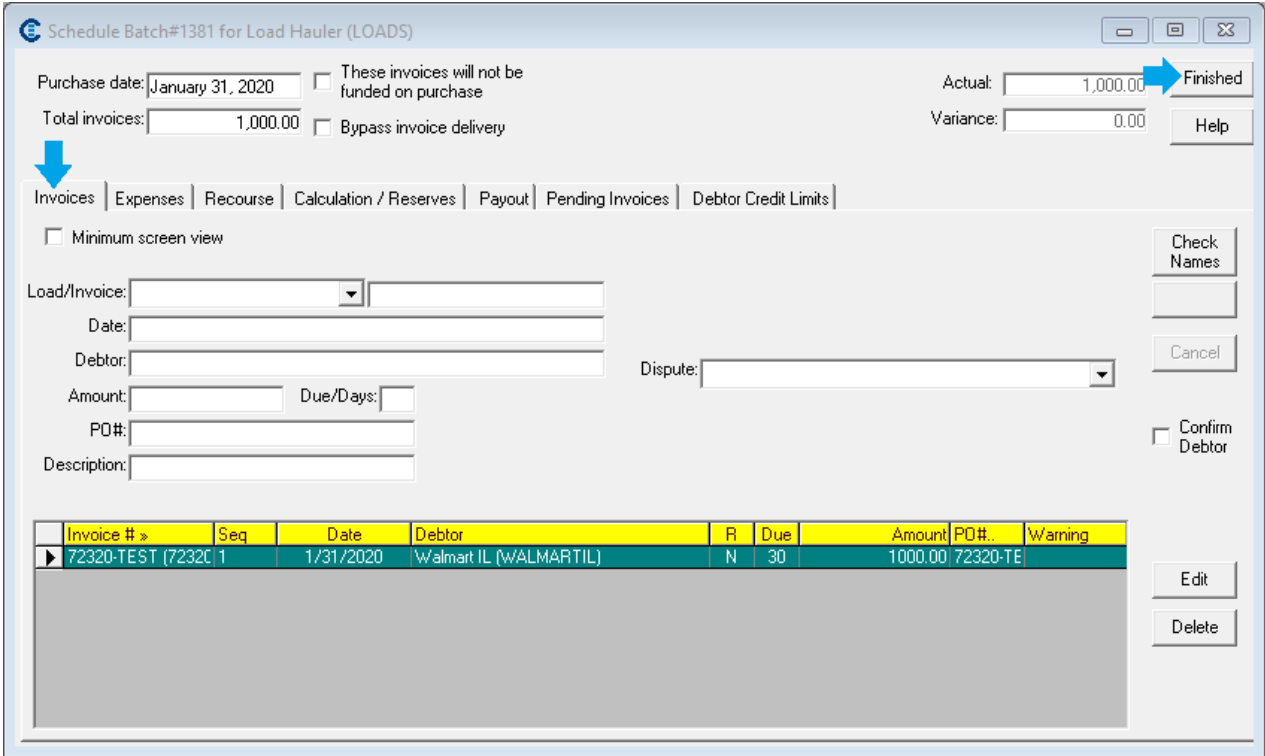 Schedule Batch#1381 for Load Hauler (LOADS)
Purchase date: January 31, 2020
These invoices will not be
funded on purchase
Actual: 1,000.00
Finished
Total invoices: 1,000.00
Bypass invoice delivery
Variance: 0.00
Help
Invoices Expenses Recourse Calculation / Reserves Payout Pending Invoices Debtor Credit Limits
Minimum screen view
Check
Names
Load/Invoice:
Date:
Debtor:
Dispute:
Cancel
Amount: Due/Days:
PO#:
Confirm
Debtor
Description:
Invoice # » Seq Date Debtor R Due Amount PO#.. Warning
72320-TEST (7232C 1 1/31/2020 Walmart IL (WALMARTIL) N 30 1000.00 72320-TE
Edit
Delete